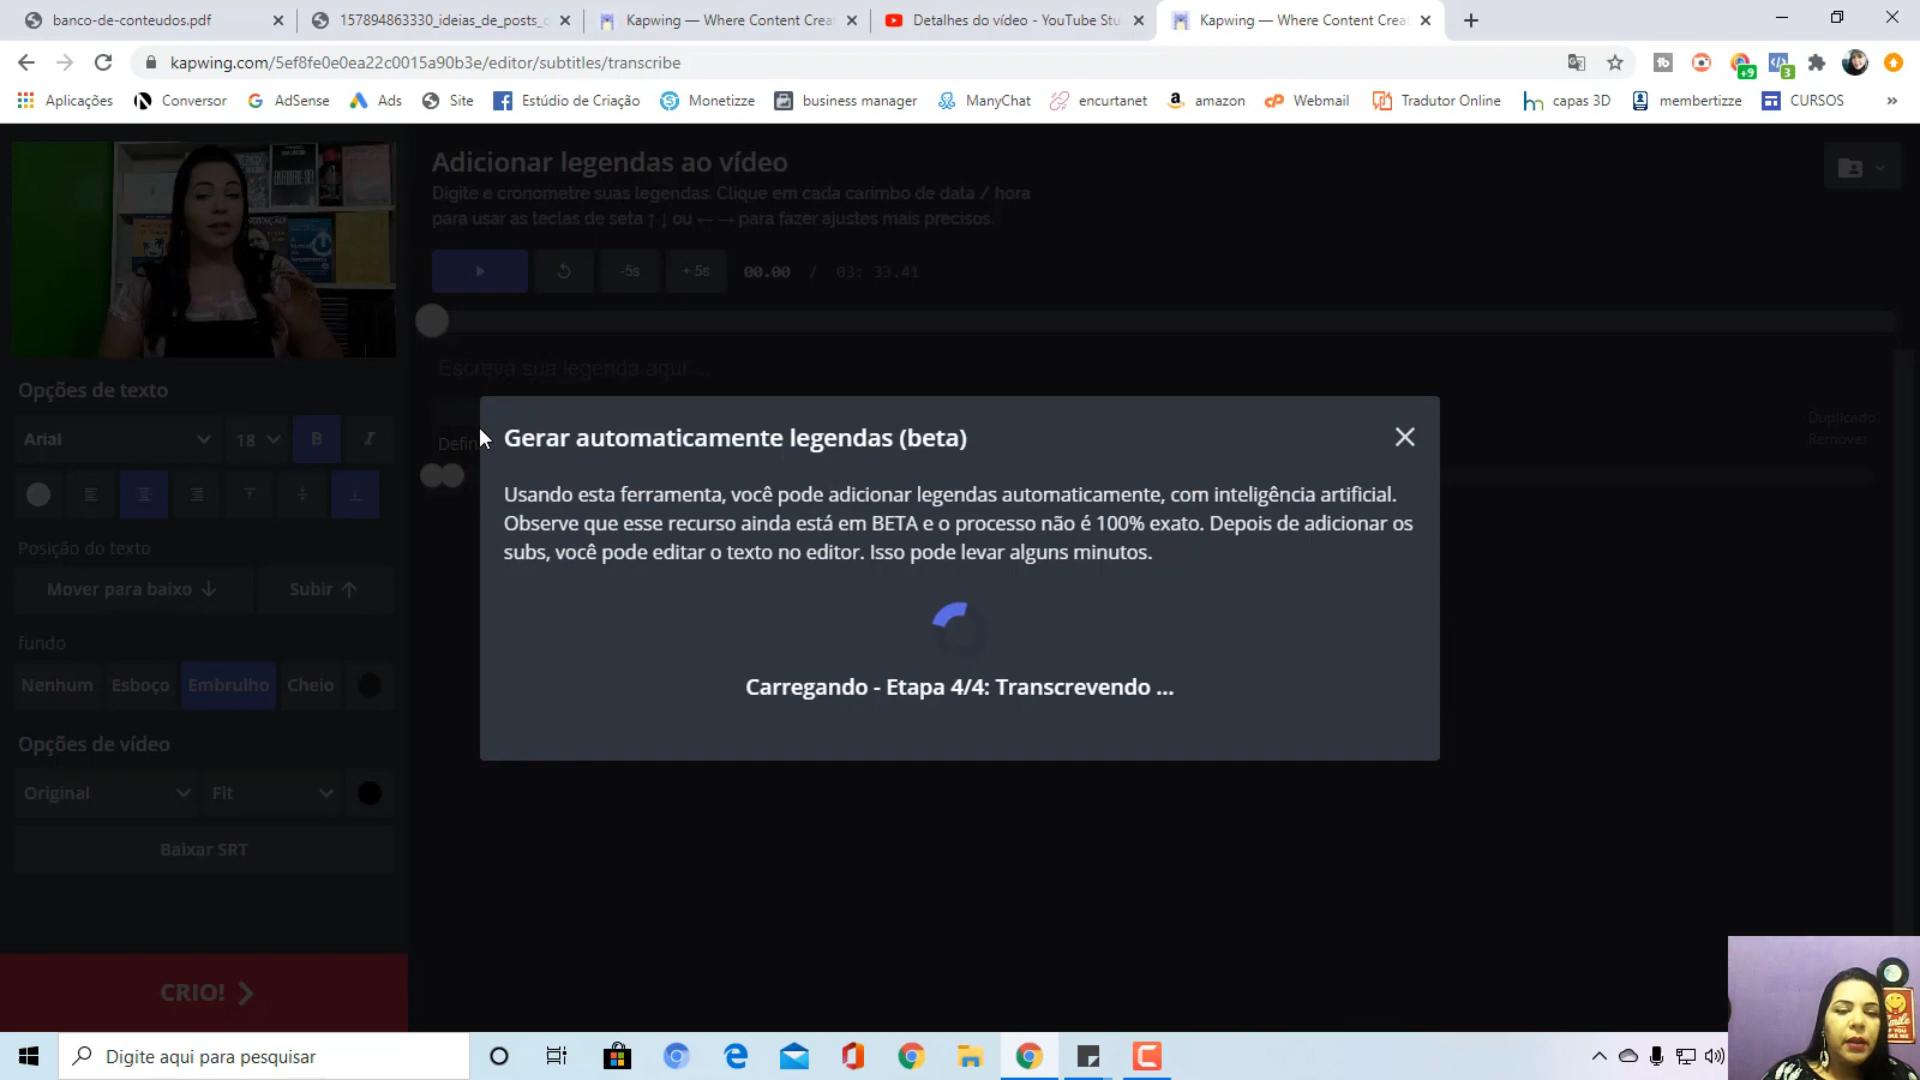 banco-de-conteudos.pdf
157894863330_ideias_de_posts_
Kapwing — Where Content Crea
Detalhes do vídeo - YouTube Stu
Kapwing — Where Content Crea
kapwing.com/5ef8fe0e0ea22c0015a90b3e/editor/subtitles/transcribe
+9
3
Aplicações
Conversor
AdSense
Ads
Site
Estúdio de Criação
Monetizze
business manager
ManyChat
encurtanet
amazon
Webmail
Tradutor Online
capas 3D
membertizze
CURSOS
»
Adicionar legendas ao vídeo
Digite e cronometre suas legendas. Clique em cada carimbo de data / hora
para usar as teclas de seta ↑ ↓ ou ← → para fazer ajustes mais precisos.
-5s
+ 5s
00.00 / 03: 33.41
Escreva sua legenda aqui ...
Duplicado
Remover
Defin
Opções de texto
Arial
18
B
I
Posição do texto
Mover para baixo ↓
Subir ↑
fundo
Nenhum
Esboço
Embrulho
Cheio
Opções de vídeo
Original
Fit
Baixar SRT
CRIO!
Gerar automaticamente legendas (beta)
Usando esta ferramenta, você pode adicionar legendas automaticamente, com inteligência artificial.
Observe que esse recurso ainda está em BETA e o processo não é 100% exato. Depois de adicionar os
subs, você pode editar o texto no editor. Isso pode levar alguns minutos.
Carregando - Etapa 4/4: Transcrevendo ...
Digite aqui para pesquisar